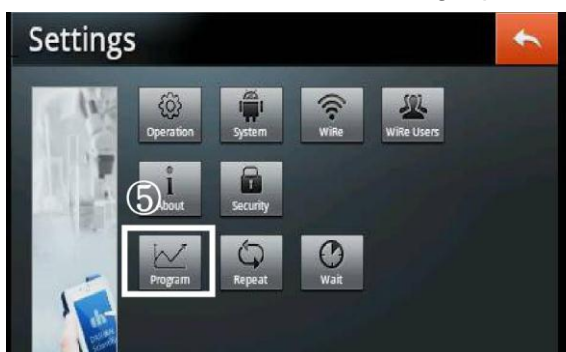 Settings
Operation System WiRe WiRe Users
⑤ About Security
Program Repeat Wait